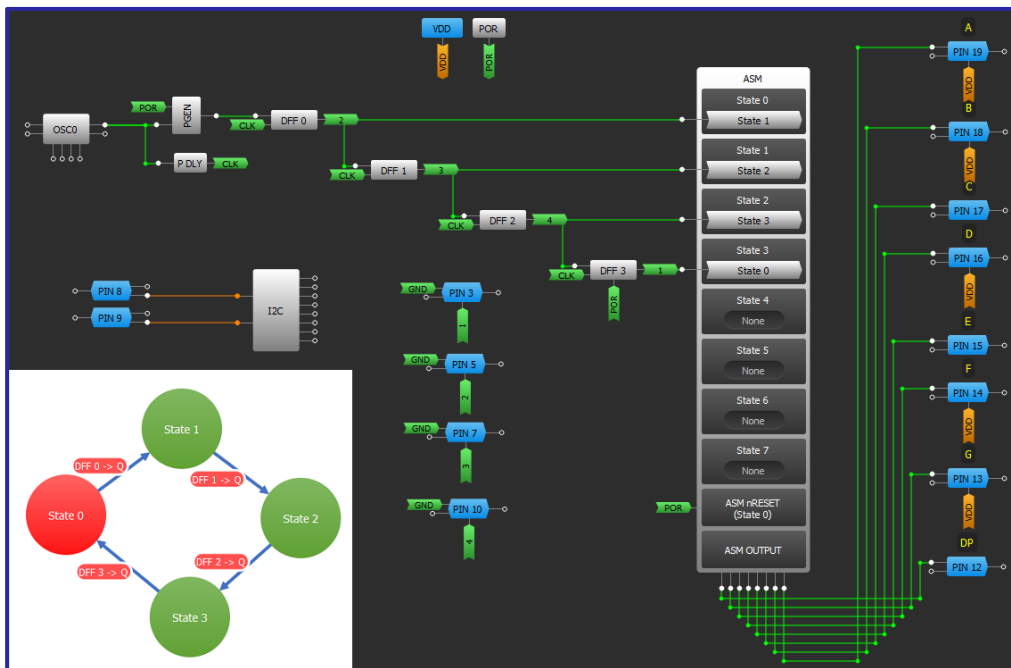 VDD
POR
VDD
POR
OSC0
POR
PGEN
P DLY
CLK
CLK
DFF 0
2
CLK
DFF 1
3
CLK
DFF 2
4
CLK
DFF 3
1
POR
ASM
State 0
State 1
State 1
State 2
State 2
State 3
State 3
State 0
State 4
None
State 5
None
State 6
None
State 7
None
POR
ASM nRESET
(State 0)
ASM OUTPUT
PIN 8
PIN 9
I2C
GND
PIN 3
1
GND
PIN 5
2
GND
PIN 7
3
GND
PIN 10
4
A
PIN 19
VDD
B
PIN 18
VDD
C
PIN 17
D
PIN 16
VDD
E
PIN 15
F
PIN 14
VDD
G
PIN 13
VDD
DP
PIN 12
State 1
DFF 0 -> Q
DFF 1 -> Q
State 0
State 2
DFF 3 -> Q
DFF 2 -> Q
State 3